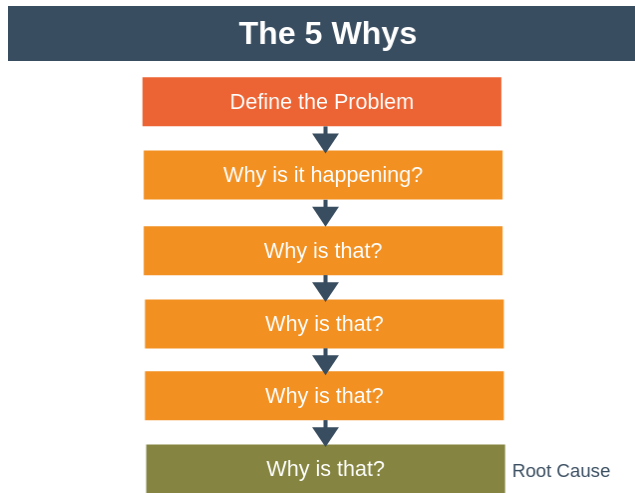 The 5 Whys
Define the Problem
Why is it happening?
Why is that?
Why is that?
Why is that?
Why is that?
Root Cause